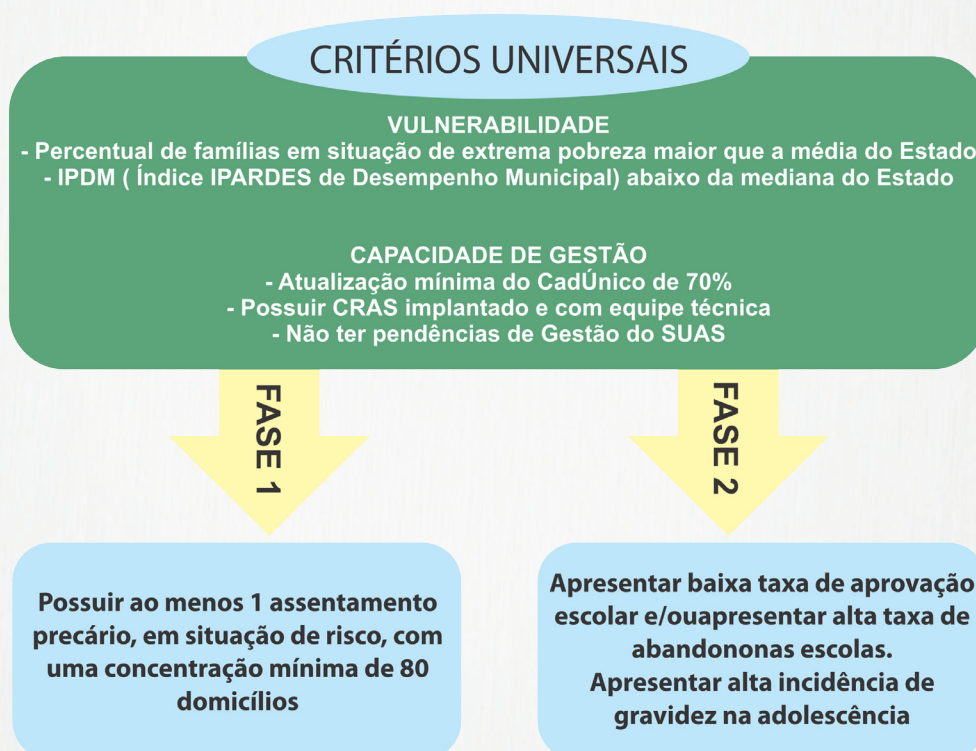 CRITÉRIOS UNIVERSAIS
VULNERABILIDADE
- Percentual de famílias em situação de extrema pobreza maior que a média do Estado
- IPDM ( Índice IPARDES de Desempenho Municipal) abaixo da mediana do Estado
CAPACIDADE DE GESTÃO
- Atualização mínima do CadÚnico de 70%
- Possuir CRAS implantado e com equipe técnica
- Não ter pendências de Gestão do SUAS
FASE 1
FASE 2
Possuir ao menos 1 assentamento
precário, em situação de risco, com
uma concentração mínima de 80
domicílios
Apresentar baixa taxa de aprovação
escolar e/ouapresentar alta taxa de
abandononas escolas.
Apresentar alta incidência de
gravidez na adolescência